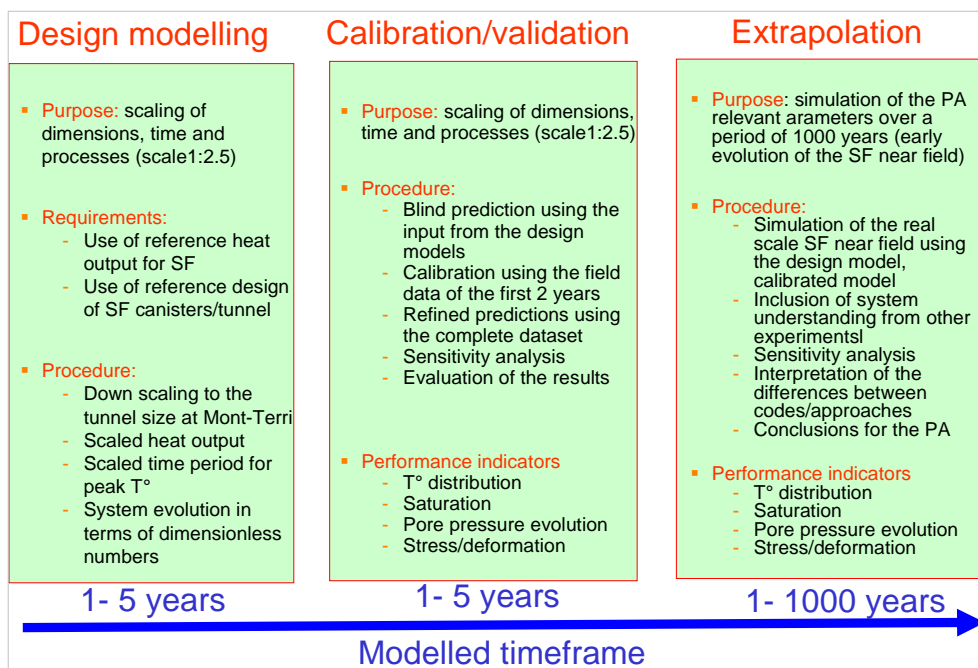 Design modelling
Purpose: scaling of
dimensions, time and
processes (scale1:2.5)
Requirements:
- Use of reference heat
output for SF
- Use of reference design
of SF canisters/tunnel
Procedure:
- Down scaling to the
tunnel size at Mont-Terri
- Scaled heat output
- Scaled time period for
peak T°
- System evolution in
terms of dimensionless
numbers
1- 5 years
Calibration/validation
Purpose: scaling of dimensions,
time and processes (scale1:2.5)
Procedure:
- Blind prediction using the
input from the design
models
- Calibration using the field
data of the first 2 years
- Refined predictions using
the complete dataset
- Sensitivity analysis
- Evaluation of the results
Performance indicators
- T° distribution
- Saturation
- Pore pressure evolution
- Stress/deformation
1- 5 years
Extrapolation
Purpose: simulation of the PA
relevant arameters over a
period of 1000 years (early
evolution of the SF near field)
Procedure:
- Simulation of the real
scale SF near field using
the design model,
calibrated model
- Inclusion of system
understanding from other
experimentsl
- Sensitivity analysis
- Interpretation of the
differences between
codes/approaches
- Conclusions for the PA
Performance indicators
- T° distribution
- Saturation
- Pore pressure evolution
- Stress/deformation
1- 1000 years
Modelled timeframe